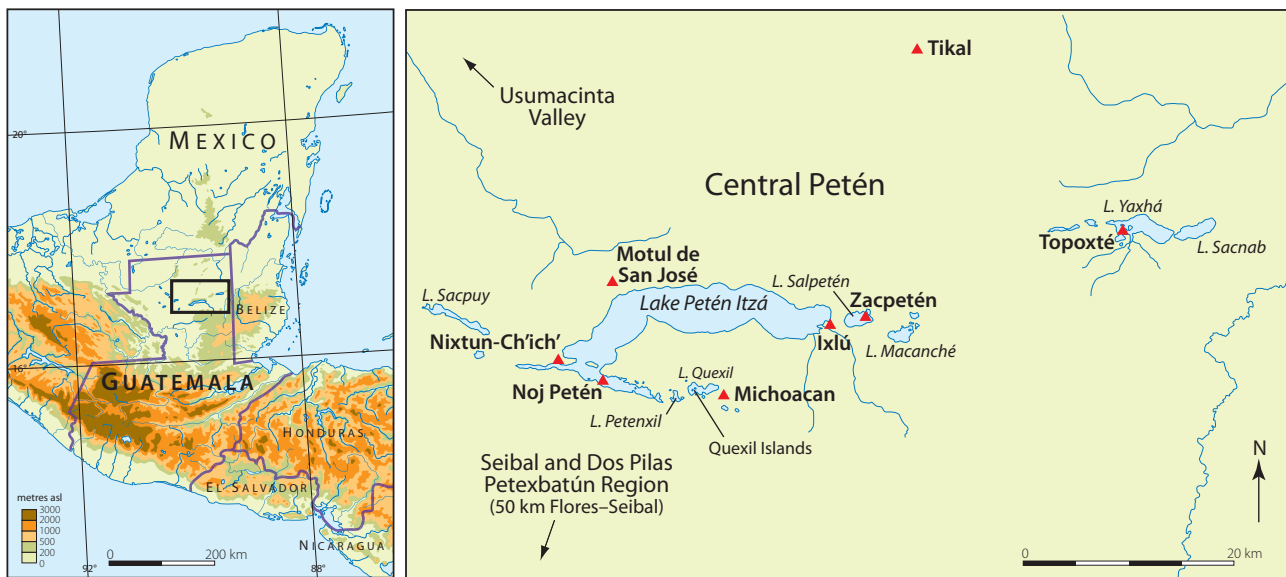 MEXICO
20°
BELIZE
16°
GUATEMALA
HONDURAS
EL SALVADOR
NICARAGUA
metres asl
3000
2000
1000
500
200
0
0 200 km
92°
88°
Tikal
Usumacinta
Valley
Central Petén
L. Yaxhá
Topoxté
L. Sacnab
Motul de
San José
L. Sacpuy
Lake Petén Itzá
L. Salpetén
Zacpetén
Ixlú
L. Macanché
Nixtun-Ch'ich'
Noj Petén
L. Quexil
Michoacan
L. Petenxil
Quexil Islands
Seibal and Dos Pilas
Petexbatún Region
(50 km Flores–Seibal)
N
0 20 km